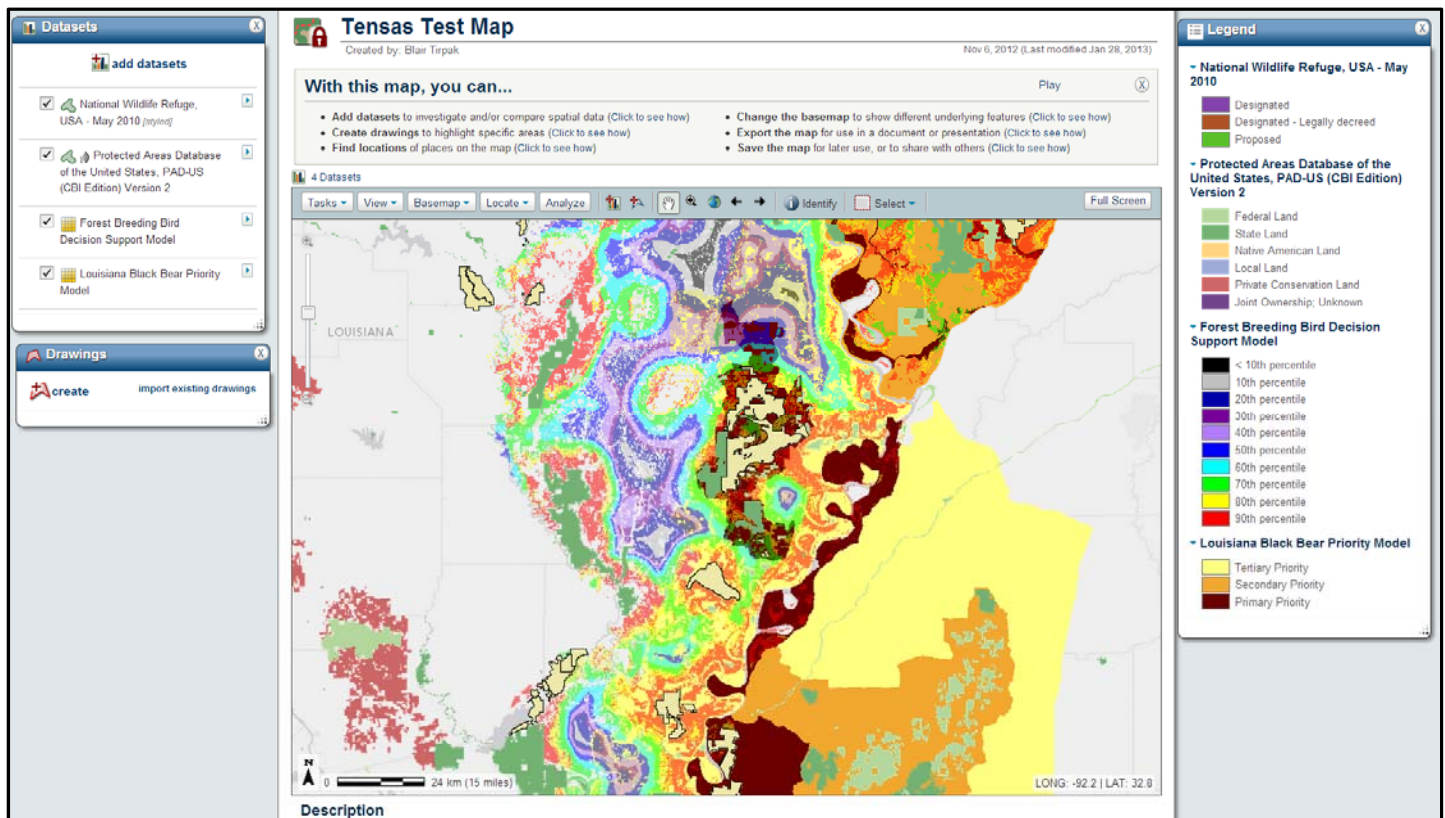 Datasets
add datasets
National Wildlife Refuge,
USA - May 2010 [styled]
Protected Areas Database
of the United States, PAD-US
(CBI Edition) Version 2
Forest Breeding Bird
Decision Support Model
Louisiana Black Bear Priority
Model
Drawings
create
import existing drawings
Tensas Test Map
Created by: Blair Tirpak
Nov 6, 2012 (Last modified Jan 28, 2013)
With this map, you can...
Play
• Add datasets to investigate and/or compare spatial data (Click to see how)
• Create drawings to highlight specific areas (Click to see how)
• Find locations of places on the map (Click to see how)
• Change the basemap to show different underlying features (Click to see how)
• Export the map for use in a document or presentation (Click to see how)
• Save the map for later use, or to share with others (Click to see how)
4 Datasets
Tasks View Basemap Locate Analyze Identify Select Full Screen
LOUISIANA
N
0 24 km (15 miles)
LONG: -92.2 | LAT: 32.8
Description
Legend
National Wildlife Refuge, USA - May
2010
Designated
Designated - Legally decreed
Proposed
Protected Areas Database of the
United States, PAD-US (CBI Edition)
Version 2
Federal Land
State Land
Native American Land
Local Land
Private Conservation Land
Joint Ownership; Unknown
Forest Breeding Bird Decision
Support Model
< 10th percentile
10th percentile
20th percentile
30th percentile
40th percentile
50th percentile
60th percentile
70th percentile
80th percentile
90th percentile
Louisiana Black Bear Priority Model
Tertiary Priority
Secondary Priority
Primary Priority